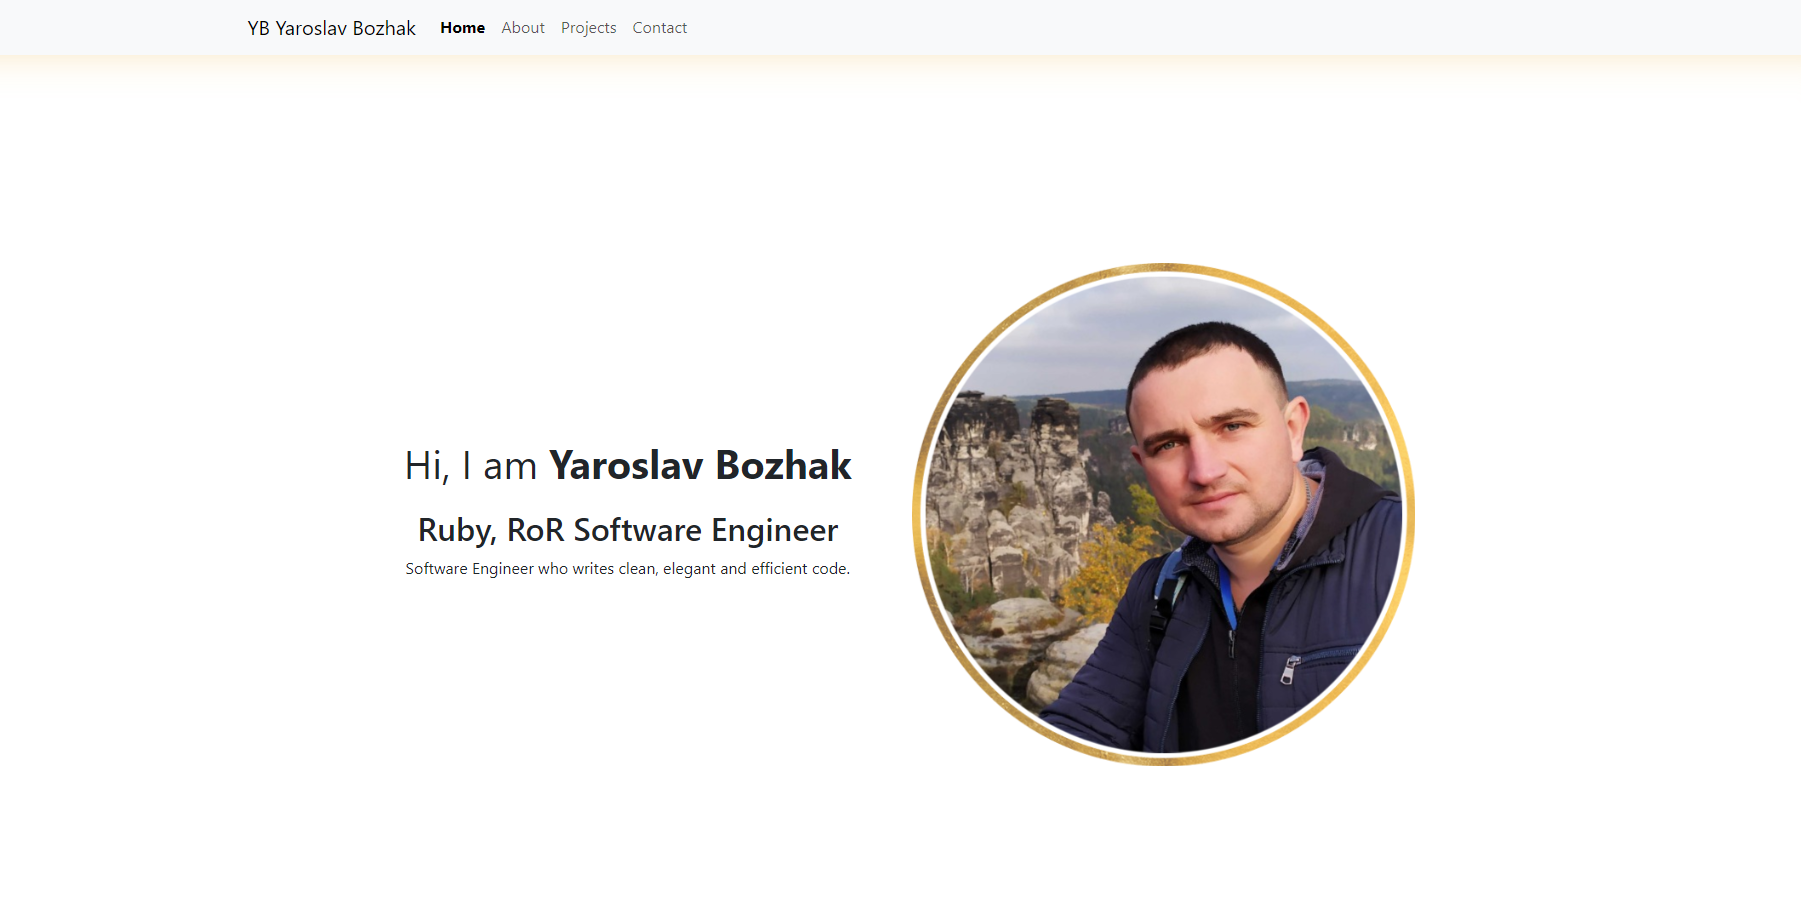 YB Yaroslav Bozhak Home About Projects Contact
Hi, I am Yaroslav Bozhak
Ruby, RoR Software Engineer
Software Engineer who writes clean, elegant and efficient code.